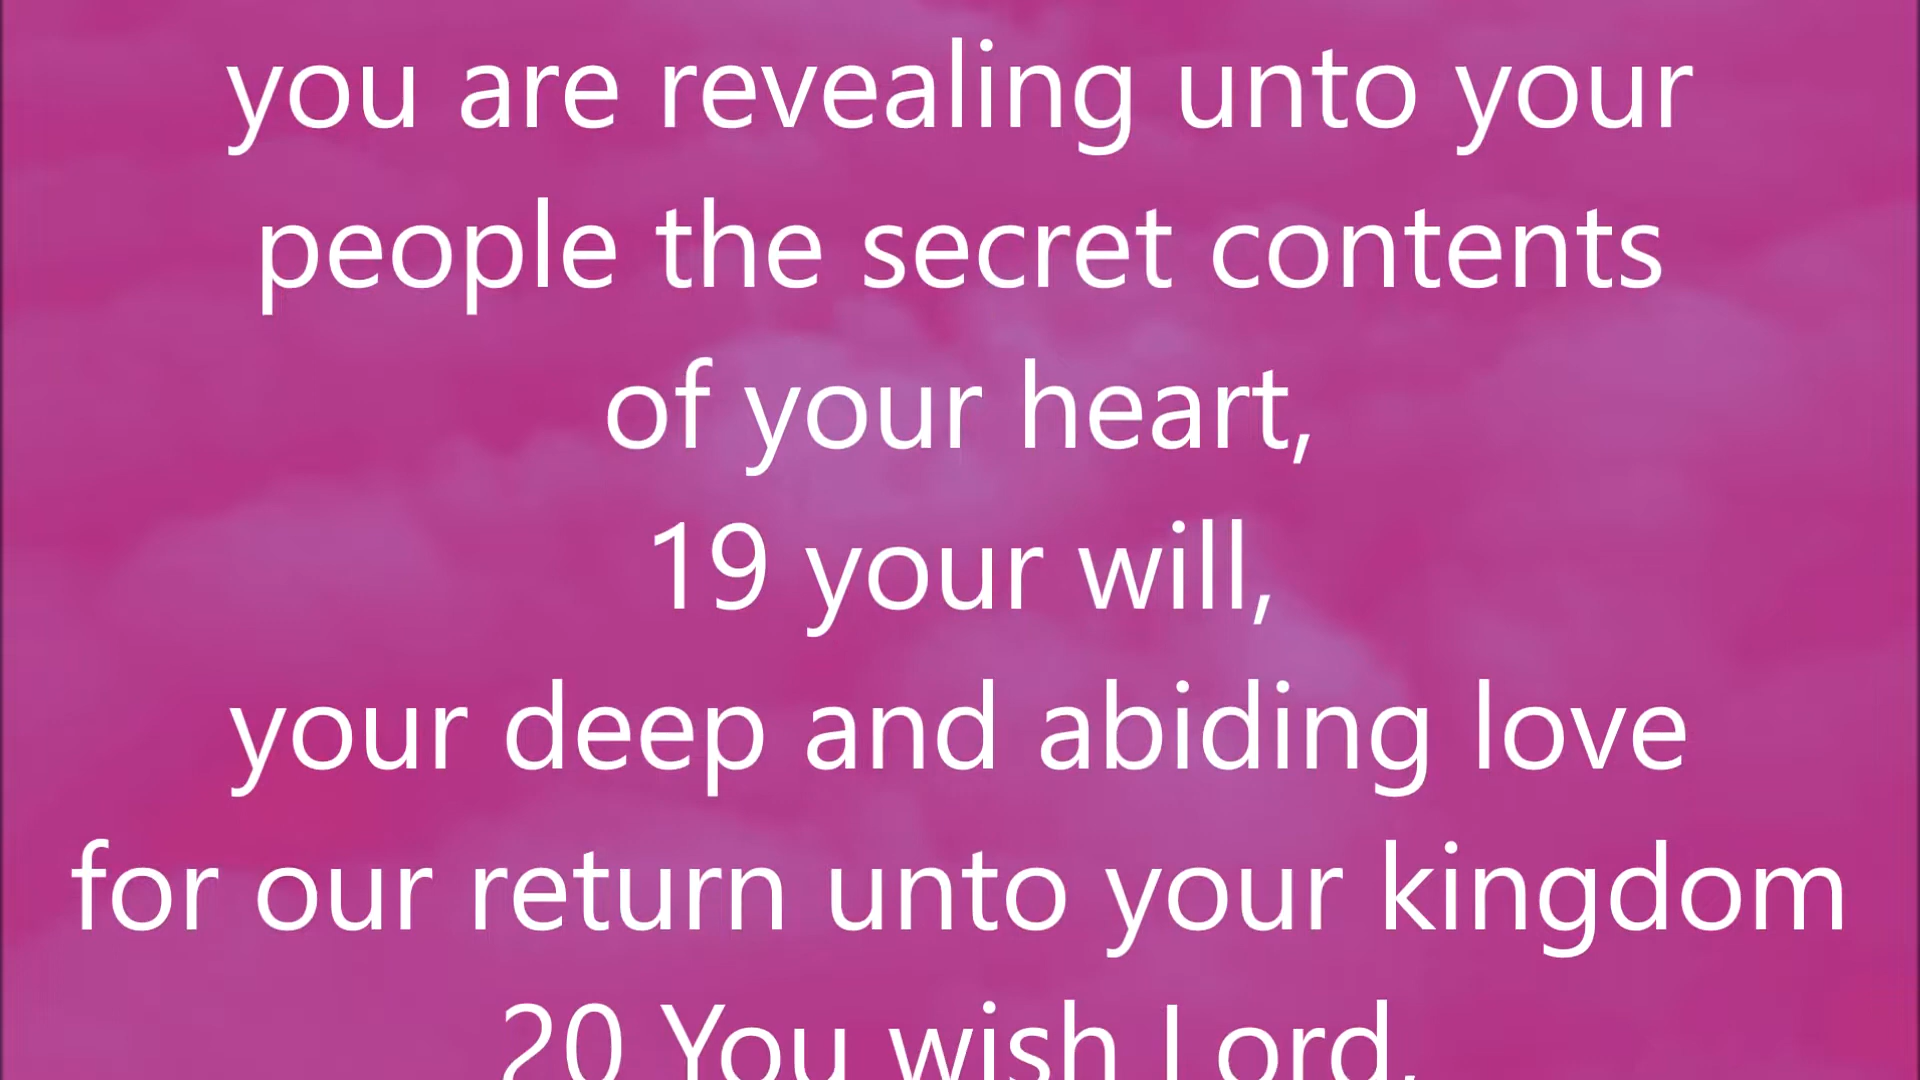 you are revealing unto your
people the secret contents
of your heart,
19 your will,
your deep and abiding love
for our return unto your kingdom
20 You wish Lord,